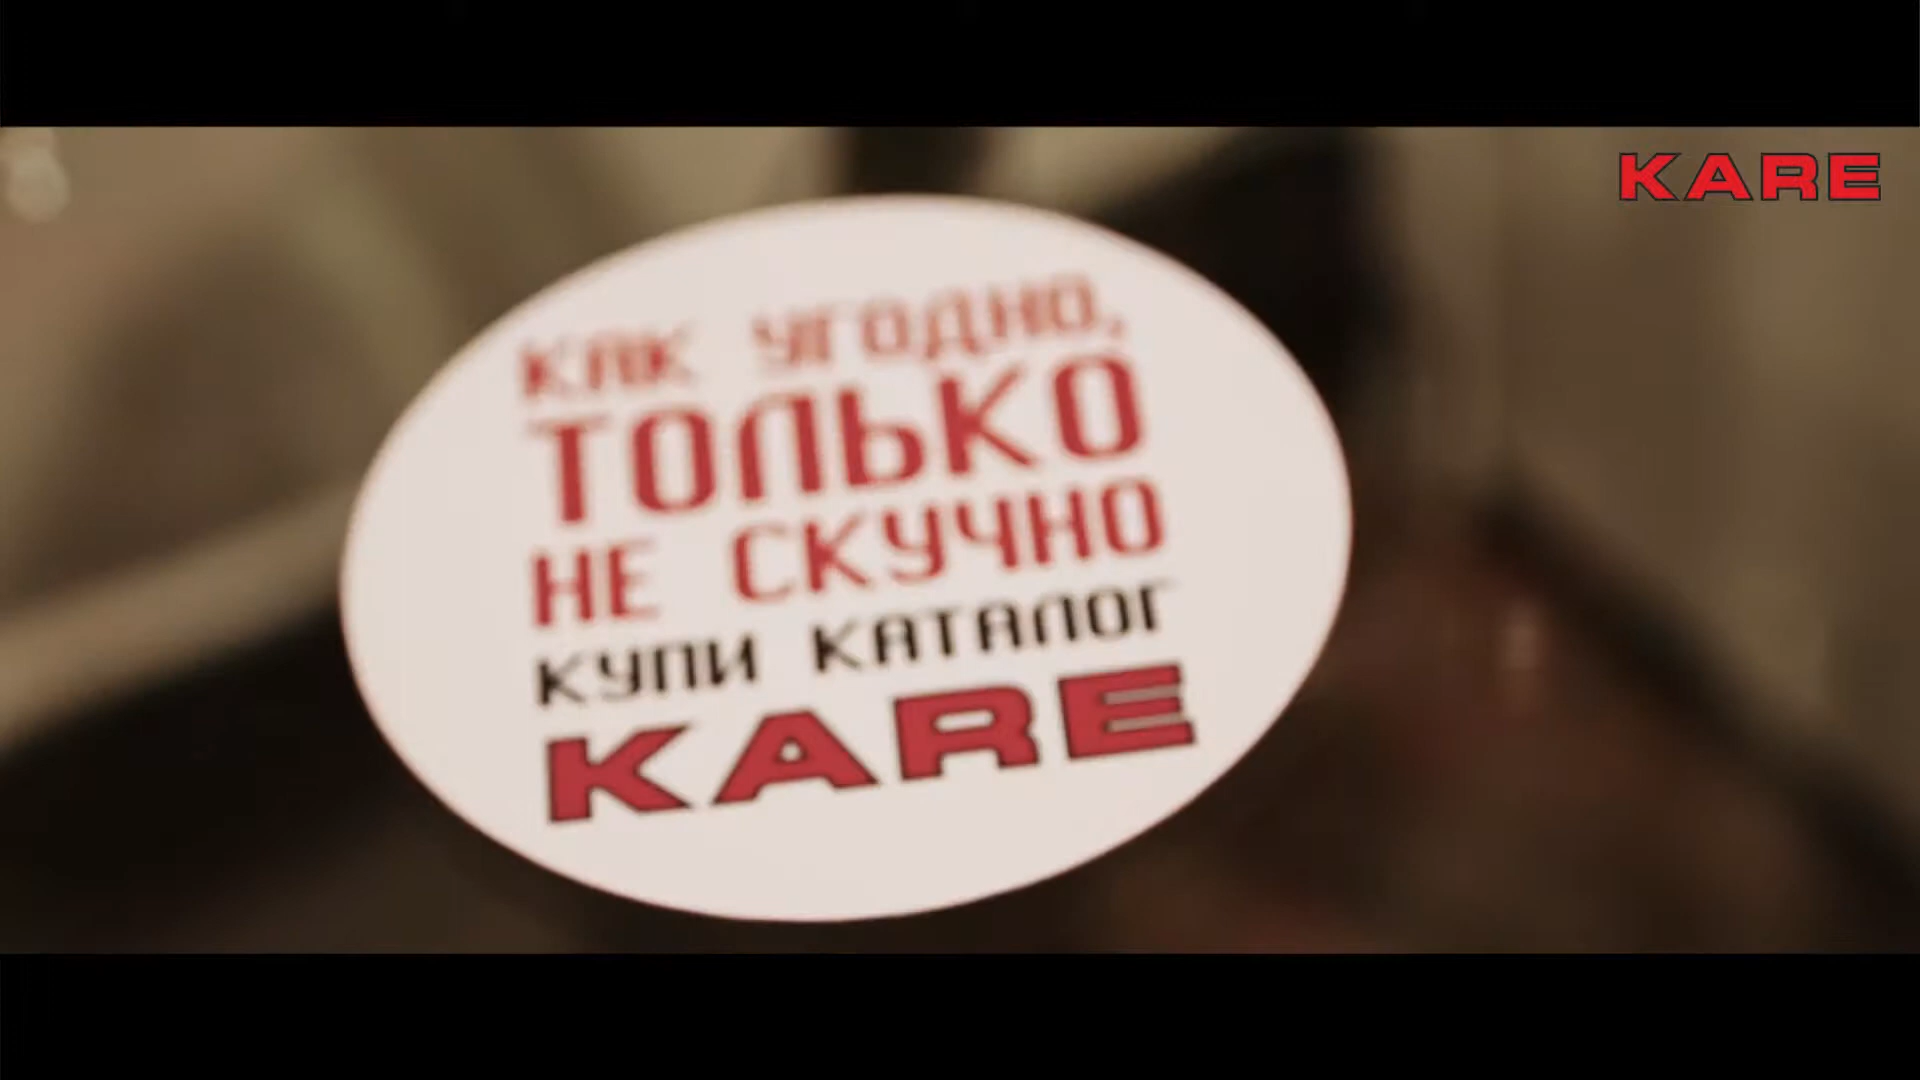 KARE
КАК УГОДНО,
ТОЛЬКО
НЕ СКУЧНО
КУПИ КАТАЛОГ
KARE